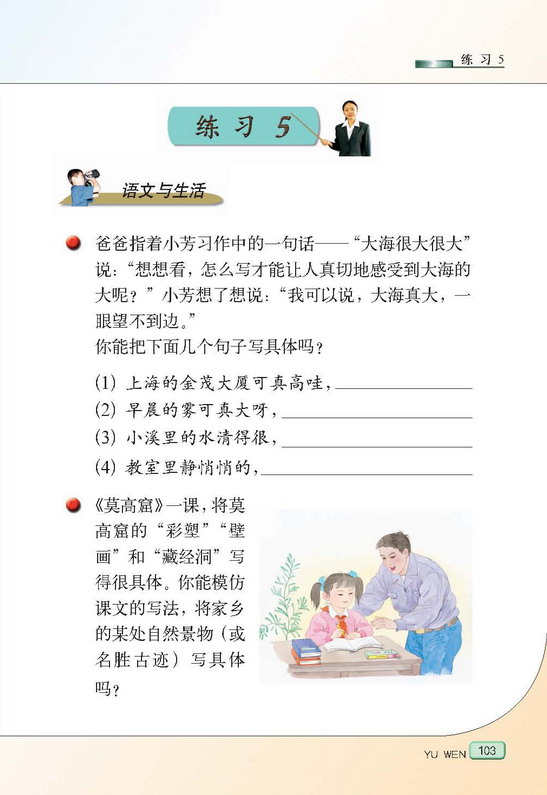 练 习 5
练 习 5
语文与生活
爸爸指着小芳习作中的一句话——“大海很大很大”
说：“想想看，怎么写才能让人真切地感受到大海的
大呢？”小芳想了想说：“我可以说，大海真大，一
眼望不到边。”
你能把下面几个句子写具体吗？
(1) 上海的金茂大厦可真高哇，
(2) 早晨的雾可真大呀，
(3) 小溪里的水清得很，
(4) 教室里静悄悄的，
《莫高窟》一课，将莫
高窟的“彩塑”“壁
画”和“藏经洞”写
得很具体。你能模仿
课文的写法，将家乡
的某处自然景物（或
名胜古迹）写具体
吗？
YU WEN 103